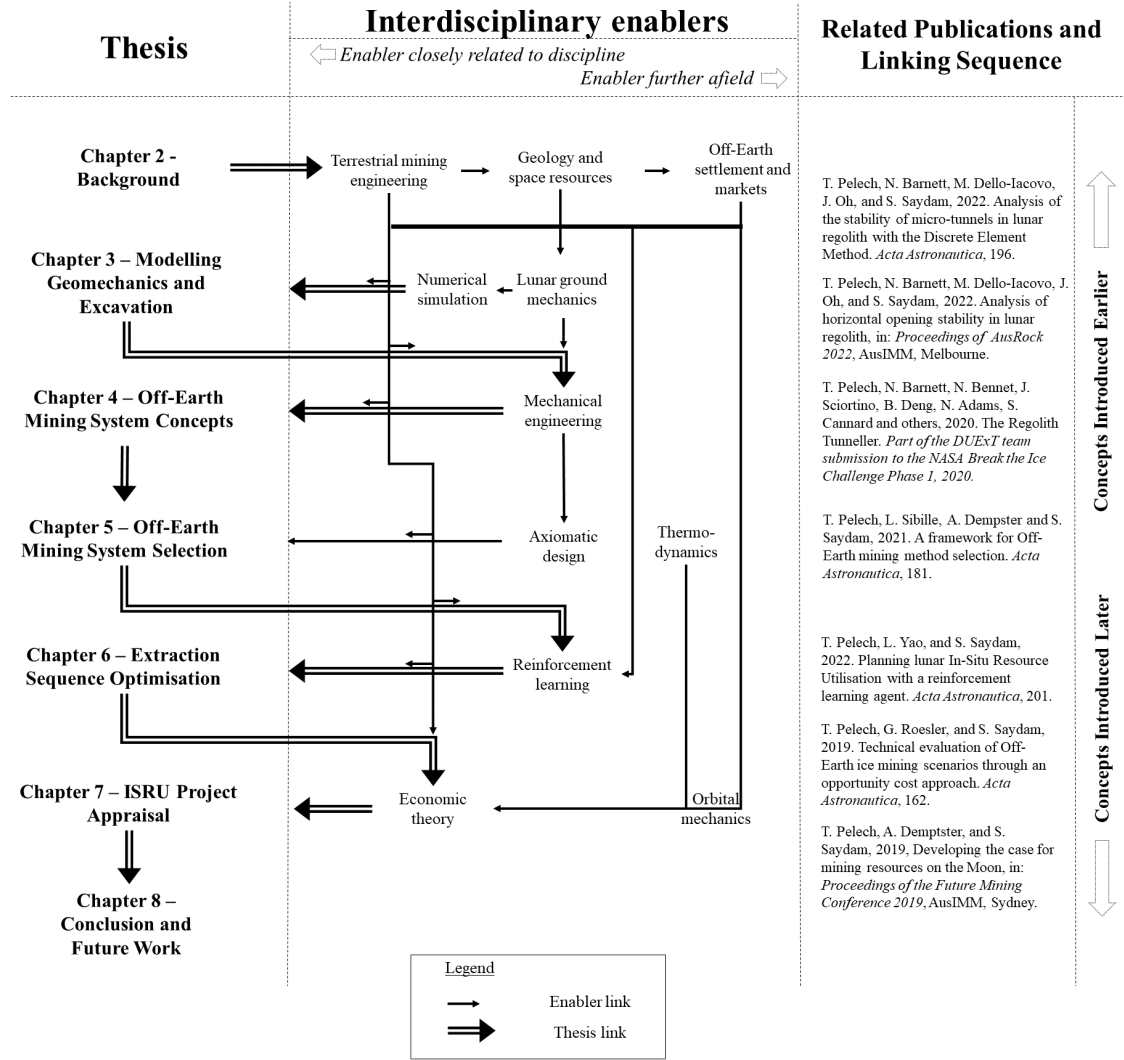 Thesis
Interdisciplinary enablers
Enabler closely related to discipline
Enabler further afield
Related Publications and
Linking Sequence
Chapter 2 -
Background
Terrestrial mining
engineering
Geology and
space resources
Off-Earth
settlement and
markets
Chapter 3 – Modelling
Geomechanics and
Excavation
Numerical
simulation
Lunar ground
mechanics
Chapter 4 – Off-Earth
Mining System Concepts
Mechanical
engineering
Chapter 5 – Off-Earth
Mining System Selection
Axiomatic
design
Thermo-
dynamics
Chapter 6 – Extraction
Sequence Optimisation
Reinforcement
learning
Chapter 7 – ISRU Project
Appraisal
Economic
theory
Orbital
mechanics
Chapter 8 –
Conclusion and
Future Work
T. Pelech, N. Barnett, M. Dello-Iacovo,
J. Oh, and S. Saydam, 2022. Analysis of
the stability of micro-tunnels in lunar
regolith with the Discrete Element
Method. Acta Astronautica, 196.
T. Pelech, N. Barnett, M. Dello-Iacovo, J.
Oh, and S. Saydam, 2022. Analysis of
horizontal opening stability in lunar
regolith, in: Proceedings of AusRock
2022, AusIMM, Melbourne.
T. Pelech, N. Barnett, N. Bennet, J.
Sciortino, B. Deng, N. Adams, S.
Cannard and others, 2020. The Regolith
Tunneller. Part of the DUExT team
submission to the NASA Break the Ice
Challenge Phase 1, 2020.
T. Pelech, L. Sibille, A. Dempster and S.
Saydam, 2021. A framework for Off-
Earth mining method selection. Acta
Astronautica, 181.
T. Pelech, L. Yao, and S. Saydam,
2022. Planning lunar In-Situ Resource
Utilisation with a reinforcement
learning agent. Acta Astronautica, 201.
T. Pelech, G. Roesler, and S. Saydam,
2019. Technical evaluation of Off-
Earth ice mining scenarios through an
opportunity cost approach. Acta
Astronautica, 162.
T. Pelech, A. Demptster, and S.
Saydam, 2019, Developing the case for
mining resources on the Moon, in:
Proceedings of the Future Mining
Conference 2019, AusIMM, Sydney.
Concepts Introduced Earlier
Concepts Introduced Later
Legend
Enabler link
Thesis link